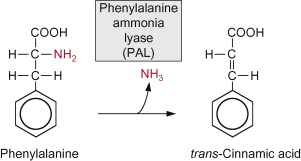 Phenylalanine
ammonia
lyase
(PAL)
COOH
H–C–NH₂
H–C–H
Phenylalanine
NH₃
COOH
C–H
H–C
trans-Cinnamic acid